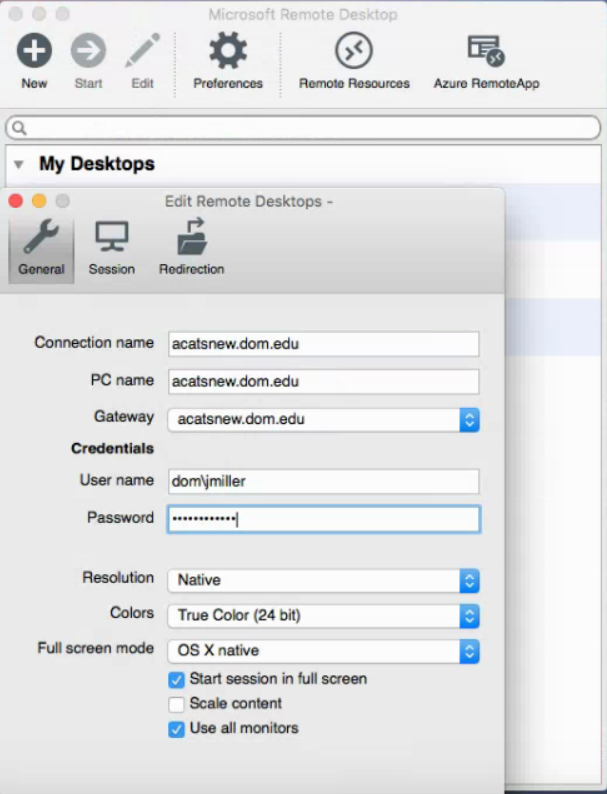 Microsoft Remote Desktop
New Start Edit Preferences Remote Resources Azure RemoteApp
My Desktops
Edit Remote Desktops -
General Session Redirection
Connection name acatsnew.dom.edu
PC name acatsnew.dom.edu
Gateway acatsnew.dom.edu
Credentials
User name dom\jmiller
Password ••••••••••••
Resolution Native
Colors True Color (24 bit)
Full screen mode OS X native
Start session in full screen
Scale content
Use all monitors